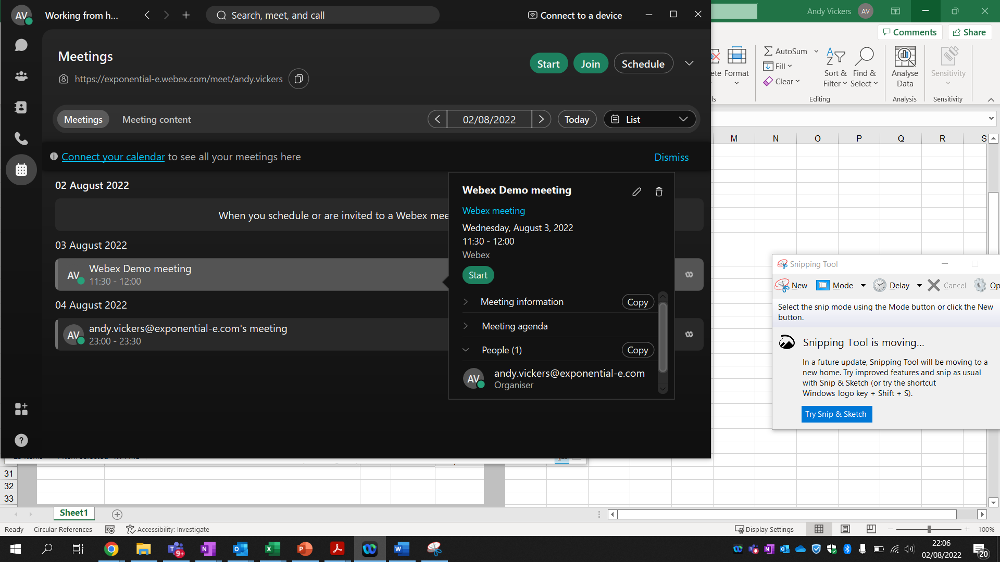 AV Working from h... Search, meet, and call Connect to a device
Meetings
https://exponential-e.webex.com/meet/andy.vickers
Start Join Schedule
Meetings Meeting content 02/08/2022 Today List
Connect your calendar to see all your meetings here Dismiss
02 August 2022
When you schedule or are invited to a Webex mee
03 August 2022
AV Webex Demo meeting
11:30 - 12:00
04 August 2022
AV andy.vickers@exponential-e.com's meeting
23:00 - 23:30
Webex Demo meeting
Webex meeting
Wednesday, August 3, 2022
11:30 - 12:00
Webex
Start
Meeting information Copy
Meeting agenda
People (1) Copy
AV andy.vickers@exponential-e.com
Organiser
Andy Vickers AV
Comments Share
ete Format
ls
AutoSum
Fill
Clear
Sort & Filter
Find & Select
Editing
Analyse Data
Analysis
Sensitivity
Sensitivity
M N O P Q R S
Snipping Tool
New Mode Delay Cancel Op
Select the snip mode using the Mode button or click the New
button.
Snipping Tool is moving...
In a future update, Snipping Tool will be moving to a
new home. Try improved features and snip as usual
with Snip & Sketch (or try the shortcut
Windows logo key + Shift + S).
Try Snip & Sketch
31
32
33
Sheet1
Ready Circular References Accessibility: Investigate Display Settings 100%
9+
22:06
02/08/2022
20